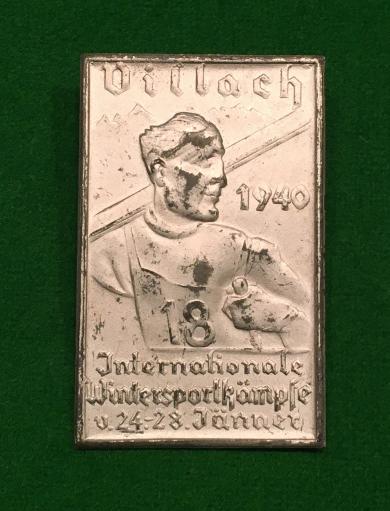 Villach
1940
18
Internationale
Wintersportkämpfe
v. 24.-28. Jänner